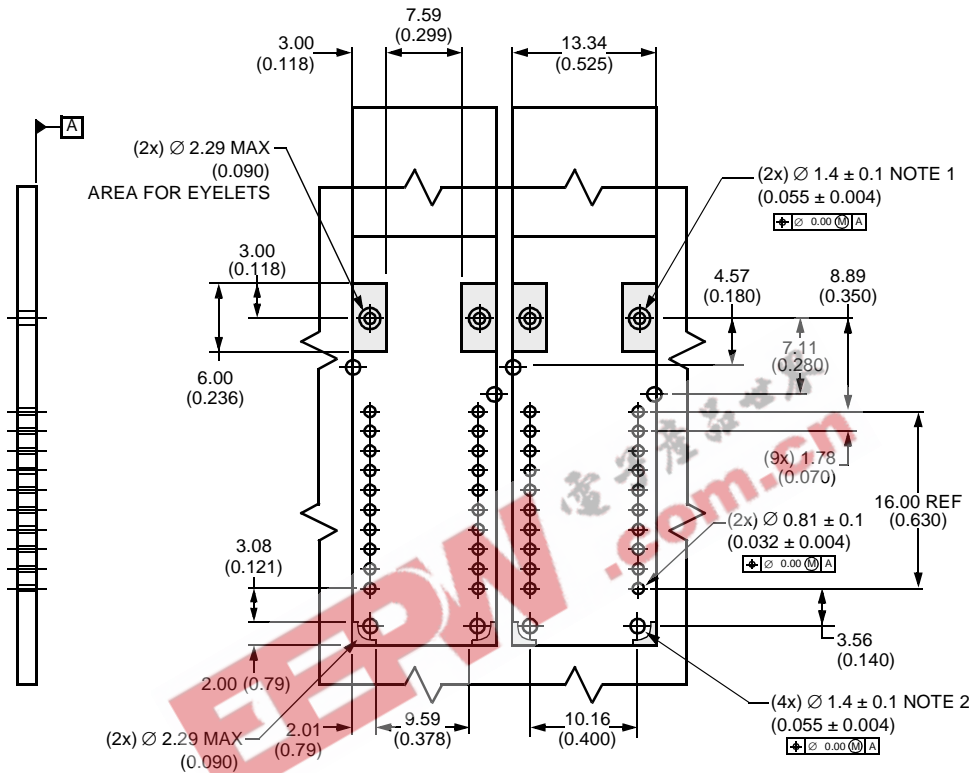 7.59
(0.299)
3.00
(0.118)
13.34
(0.525)
A
(2x) ∅ 2.29 MAX
(0.090)
AREA FOR EYELETS
(2x) ∅ 1.4 ± 0.1 NOTE 1
(0.055 ± 0.004)
⌖ ∅ 0.00 Ⓜ A
3.00
(0.118)
4.57
(0.180)
8.89
(0.350)
6.00
(0.236)
7.11
(0.280)
電子產品世界
(9x) 1.78
(0.070)
16.00 REF
(0.630)
EEPW.com.cn
(2x) ∅ 0.81 ± 0.1
(0.032 ± 0.004)
⌖ ∅ 0.00 Ⓜ A
3.08
(0.121)
3.56
(0.140)
2.00 (0.79)
2.01
(0.79)
9.59
(0.378)
10.16
(0.400)
(2x) ∅ 2.29 MAX
(0.090)
(4x) ∅ 1.4 ± 0.1 NOTE 2
(0.055 ± 0.004)
⌖ ∅ 0.00 Ⓜ A